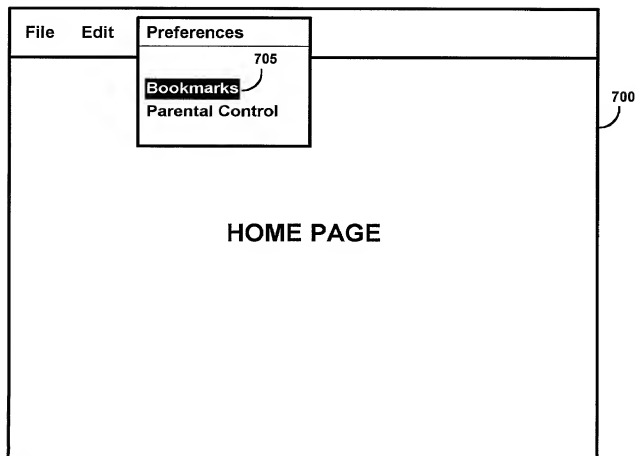 File Edit Preferences
705
Bookmarks
700
Parental Control
HOME PAGE